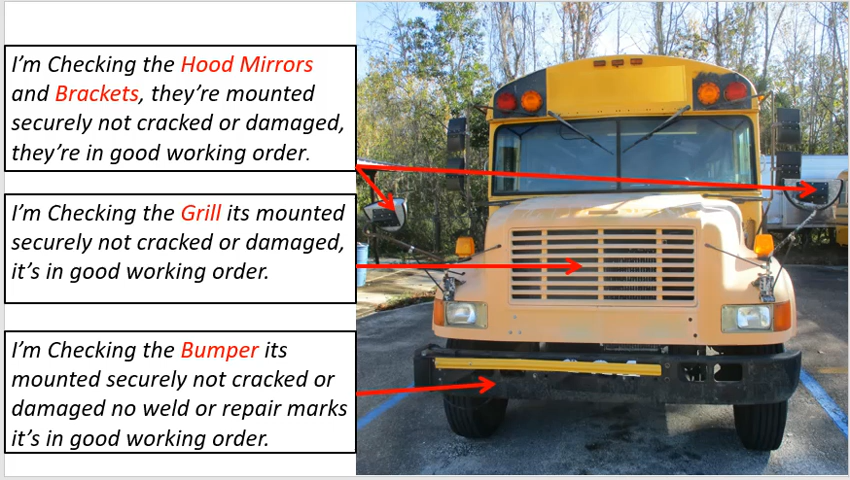 I'm Checking the Hood Mirrors
and Brackets, they're mounted
securely not cracked or damaged,
they're in good working order.
I'm Checking the Grill its mounted
securely not cracked or damaged,
it's in good working order.
I'm Checking the Bumper its
mounted securely not cracked or
damaged no weld or repair marks
it's in good working order.